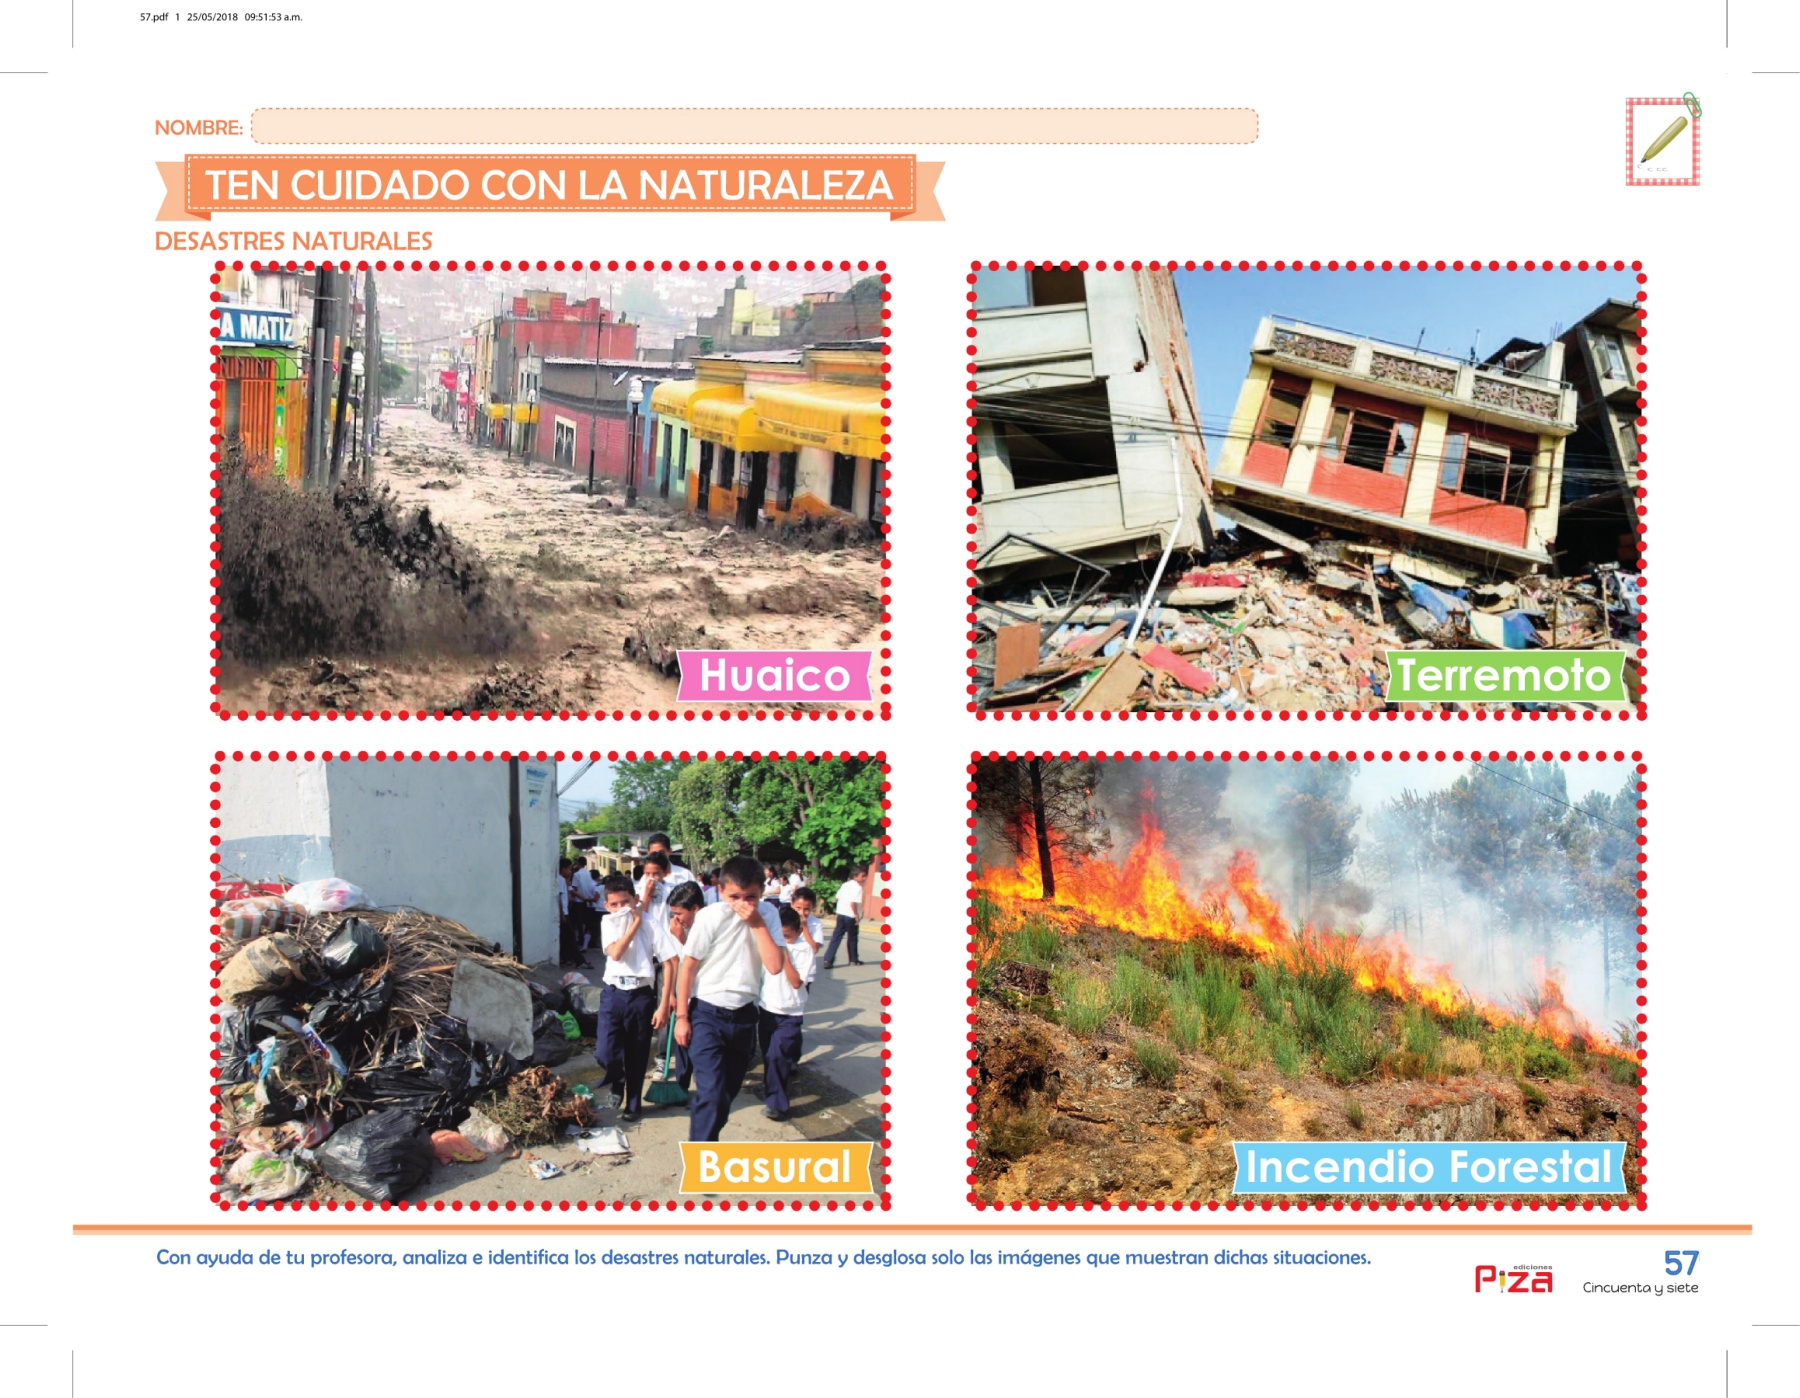 57.pdf 1 25/05/2018 09:51:53 a.m.
NOMBRE:
TEN CUIDADO CON LA NATURALEZA
DESASTRES NATURALES
A MATIZ
Huaico
Terremoto
Basural
Incendio Forestal
Con ayuda de tu profesora, analiza e identifica los desastres naturales. Punza y desglosa solo las imágenes que muestran dichas situaciones.
ediciones
Piza
57
Cincuenta y siete